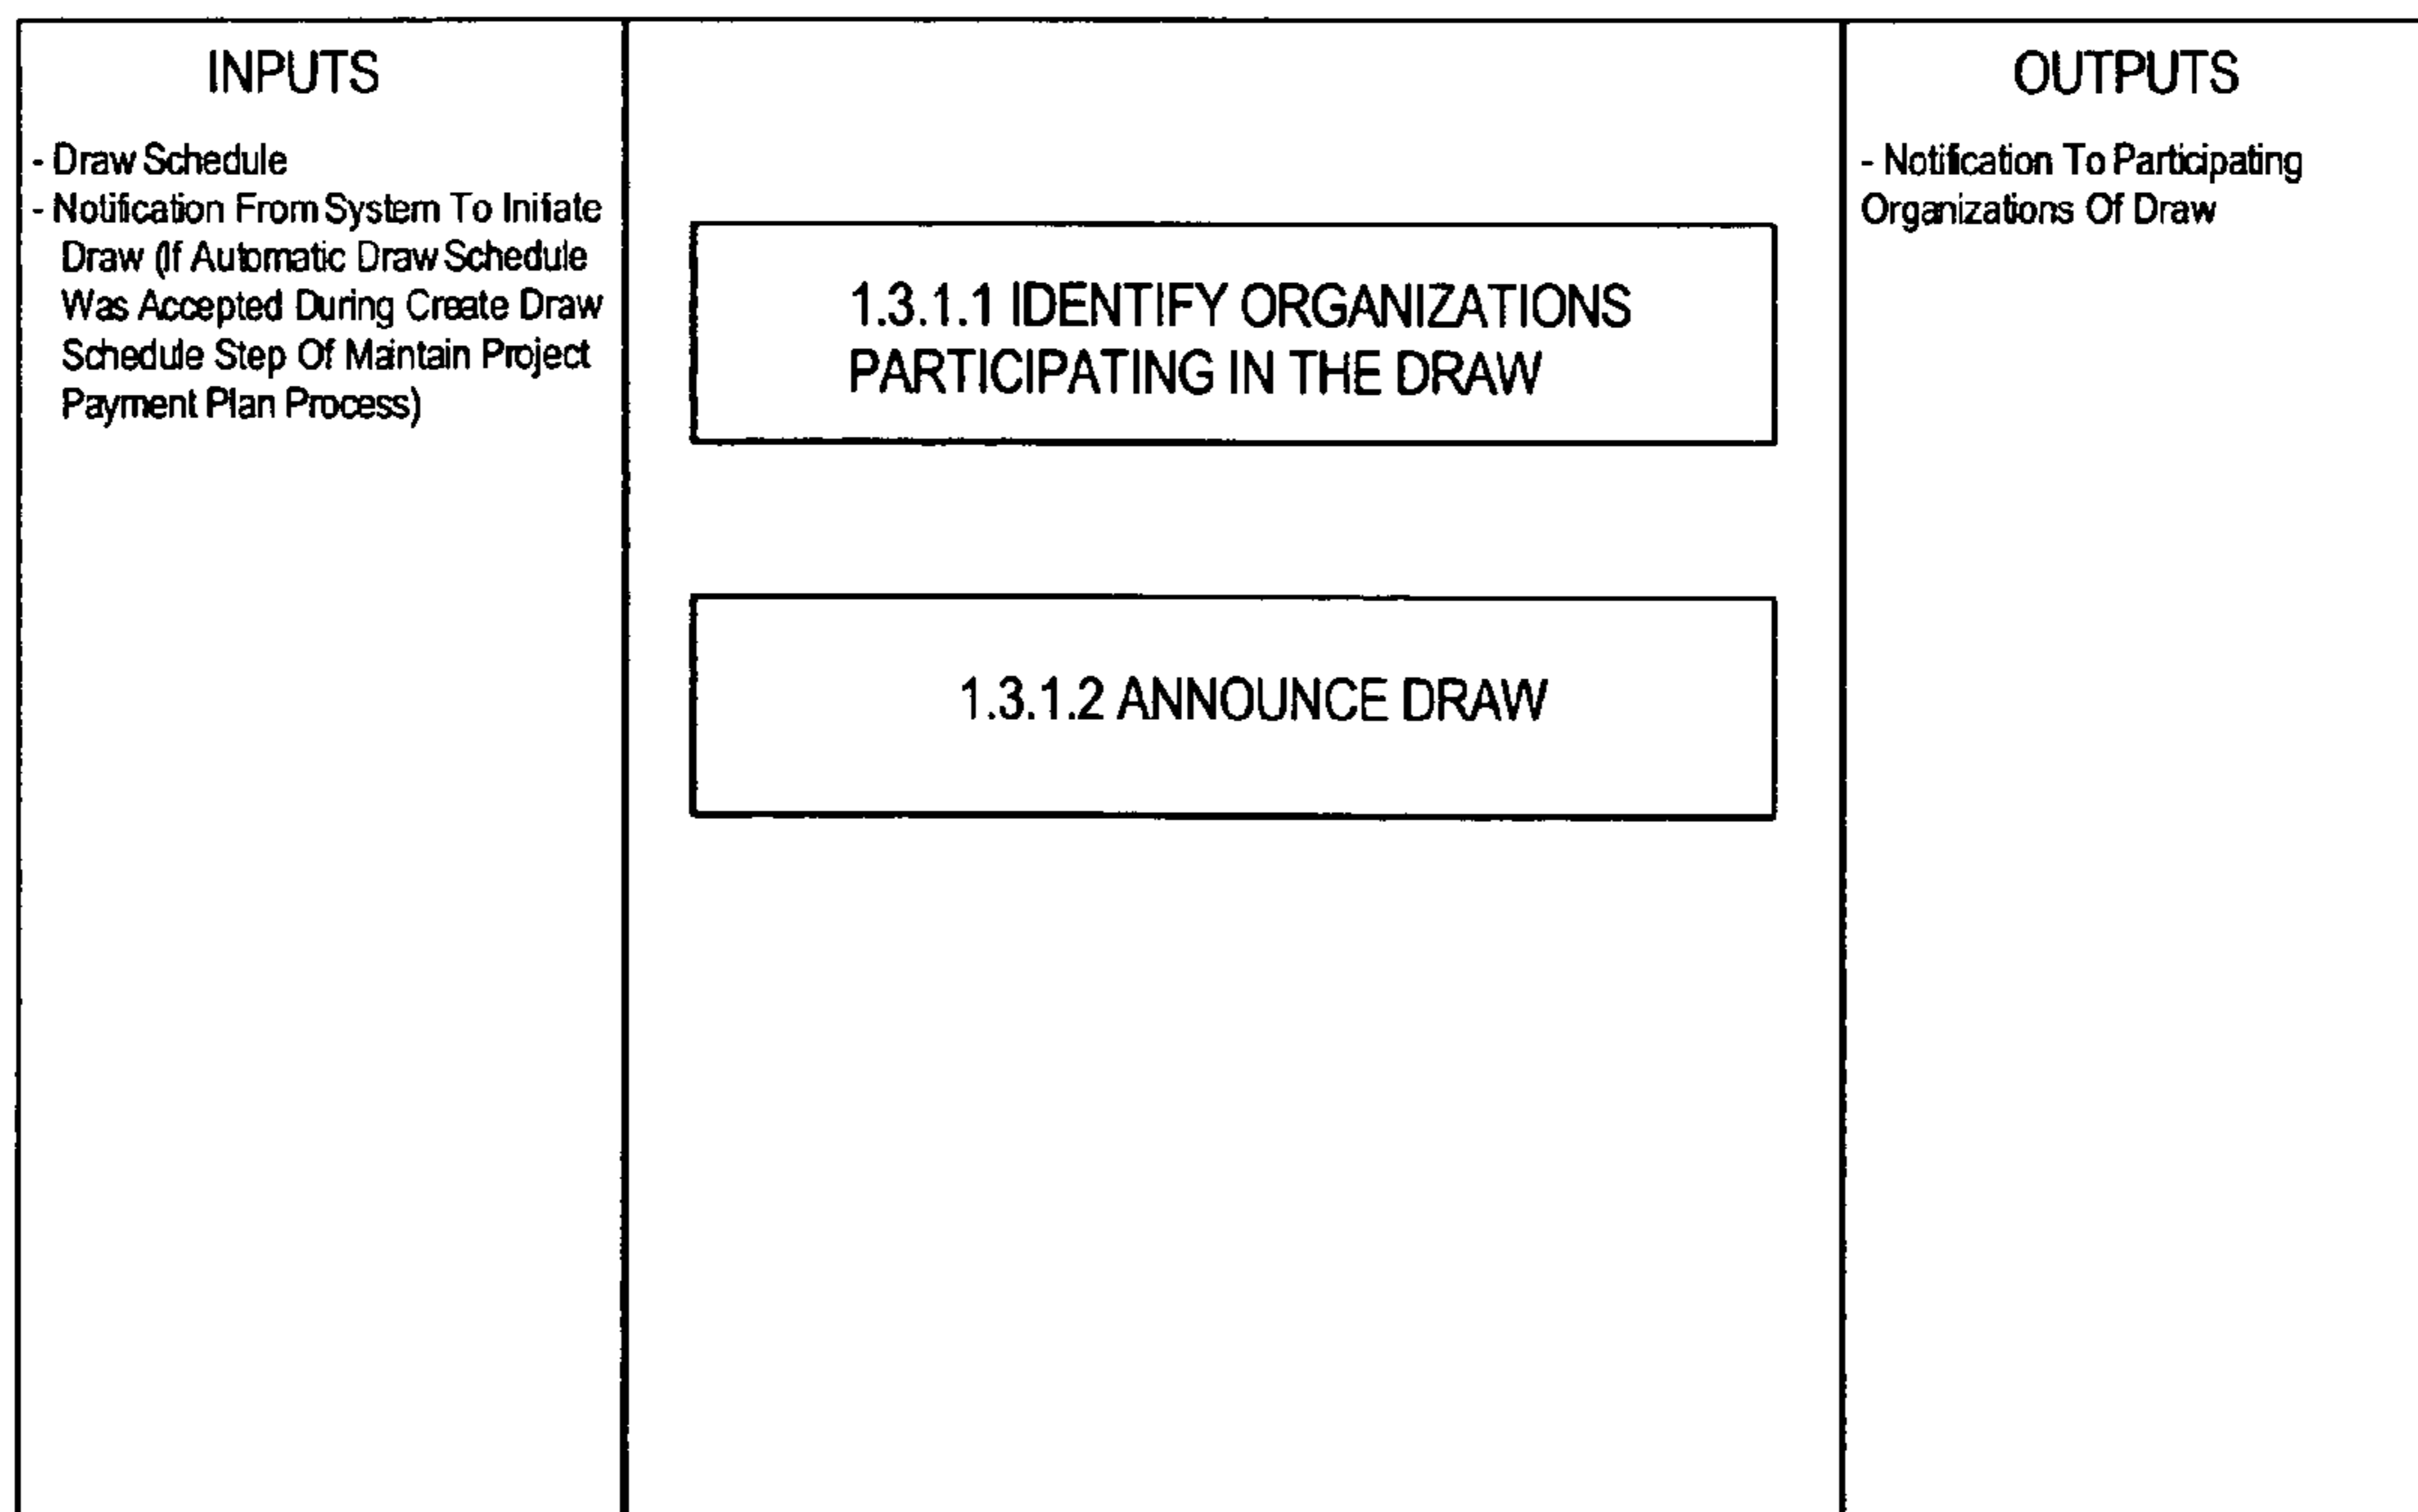 INPUTS
- Draw Schedule
- Notification From System To Initiate
Draw (If Automatic Draw Schedule
Was Accepted During Create Draw
Schedule Step Of Maintain Project
Payment Plan Process)
1.3.1.1 IDENTIFY ORGANIZATIONS
PARTICIPATING IN THE DRAW
1.3.1.2 ANNOUNCE DRAW
OUTPUTS
- Notification To Participating
Organizations Of Draw